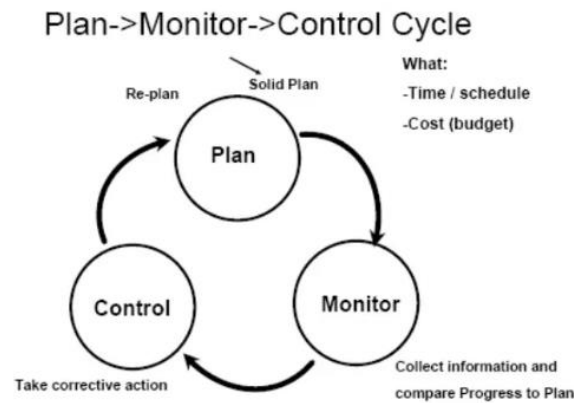 Plan->Monitor->Control Cycle
What:
Solid Plan
Re-plan
-Time / schedule
-Cost (budget)
Plan
Control
Monitor
Collect information and
compare Progress to Plan
Take corrective action